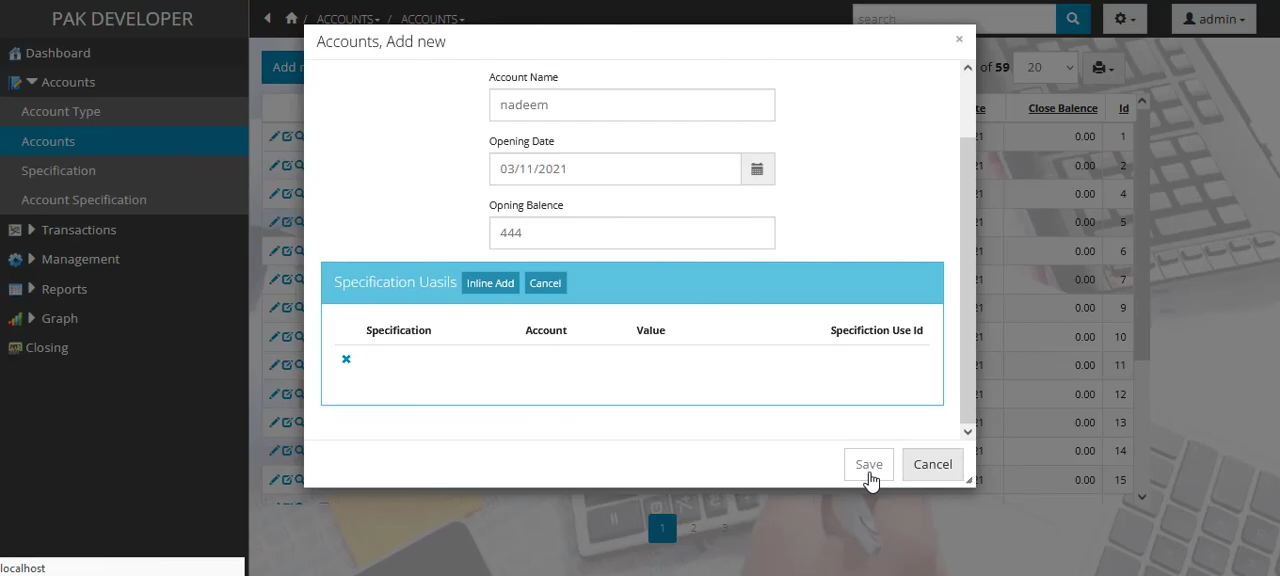 PAK DEVELOPER
ACCOUNTS / ACCOUNTS
search
admin
Dashboard
Accounts
Account Type
Accounts
Specification
Account Specification
Transactions
Management
Reports
Graph
Closing
localhost
Add
of 59
20
Close Balance
Id
0.00 1
0.00 2
0.00 4
0.00 5
0.00 6
0.00 7
0.00 9
0.00 10
0.00 11
0.00 12
0.00 13
0.00 14
0.00 15
1 2 3
Accounts, Add new
×
Account Name
nadeem
Opening Date
03/11/2021
Opning Balence
444
Specification Uasils Inline Add Cancel
Specification Account Value Specifiction Use Id
Save Cancel